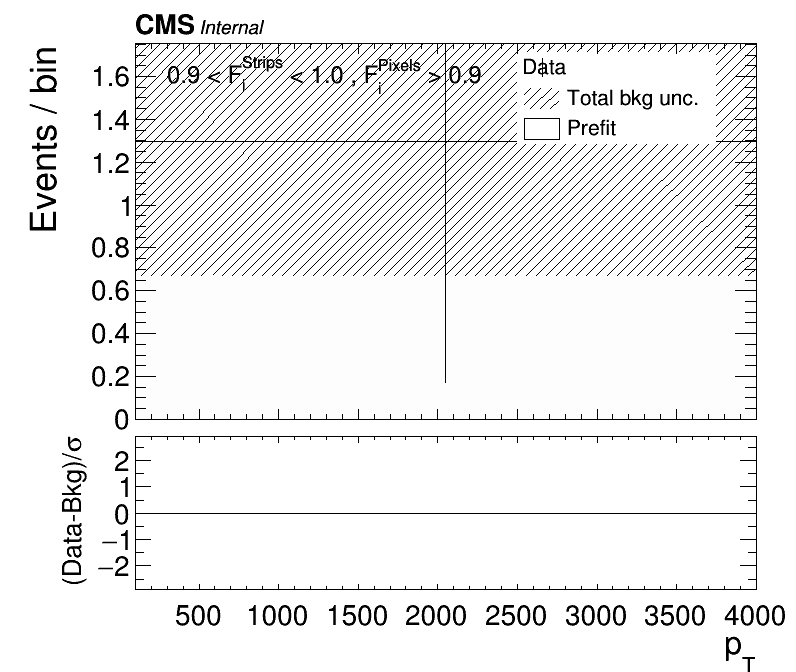 CMS Internal
Events / bin
0.9 < F_i^Strips < 1.0 , F_i^Pixels > 0.9
Data
Total bkg unc.
Prefit
1.6
1.4
1.2
1
0.8
0.6
0.4
0.2
0
(Data-Bkg)/σ
2
1
0
−1
−2
500 1000 1500 2000 2500 3000 3500 4000
p_T